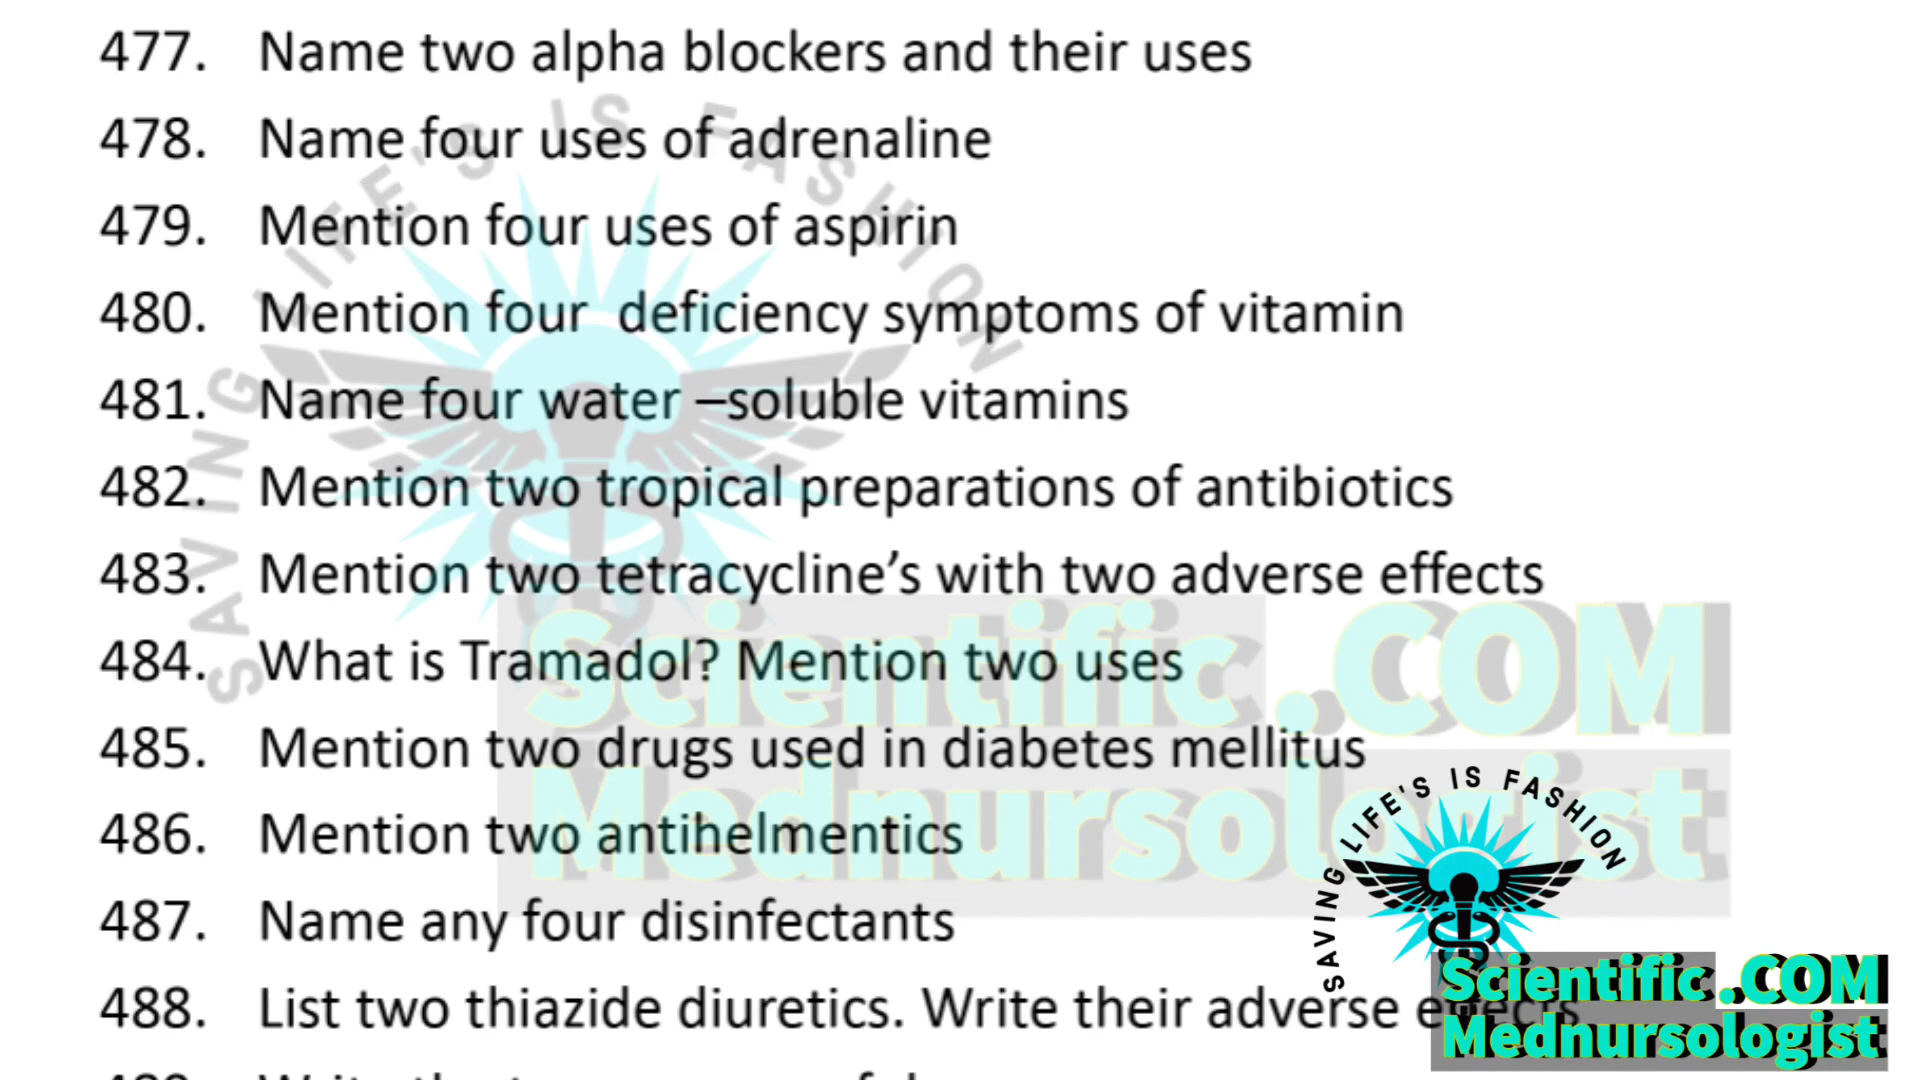 477. Name two alpha blockers and their uses
478. Name four uses of adrenaline
479. Mention four uses of aspirin
480. Mention four deficiency symptoms of vitamin
481. Name four water –soluble vitamins
482. Mention two tropical preparations of antibiotics
483. Mention two tetracycline’s with two adverse effects
484. What is Tramadol? Mention two uses
485. Mention two drugs used in diabetes mellitus
486. Mention two antihelmentics
487. Name any four disinfectants
488. List two thiazide diuretics. Write their adverse effects
SAVING LIFE'S IS FASHION
Scientific .COM
Mednursologist
SAVING LIFE'S IS FASHION
Scientific .COM
Mednursologist